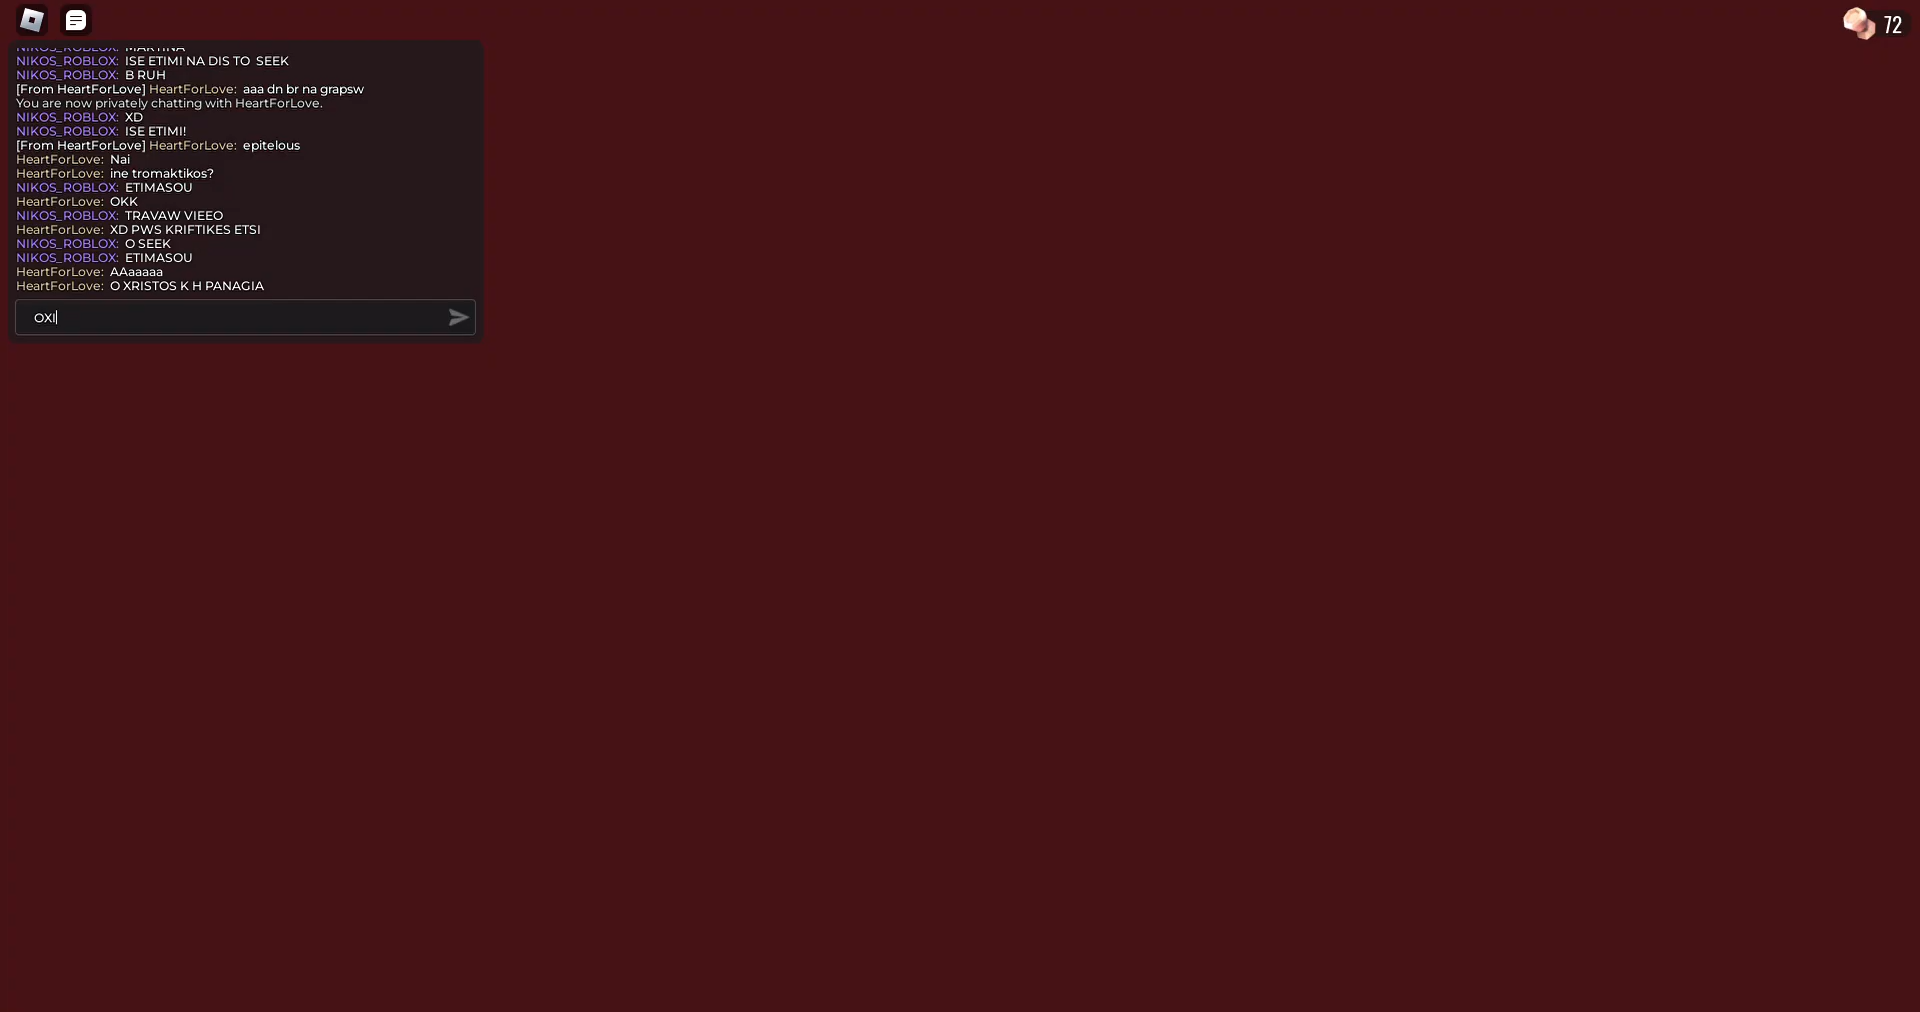 72
NIKOS_ROBLOX: MARTINA
NIKOS_ROBLOX: ISE ETIMI NA DIS TO SEEK
NIKOS_ROBLOX: B RUH
[From HeartForLove] HeartForLove: aaa dn br na grapsw
You are now privately chatting with HeartForLove.
NIKOS_ROBLOX: XD
NIKOS_ROBLOX: ISE ETIMI!
[From HeartForLove] HeartForLove: epitelous
HeartForLove: Nai
HeartForLove: ine tromaktikos?
NIKOS_ROBLOX: ETIMASOU
HeartForLove: OKK
NIKOS_ROBLOX: TRAVAW VIEEO
HeartForLove: XD PWS KRIFTIKES ETSI
NIKOS_ROBLOX: O SEEK
NIKOS_ROBLOX: ETIMASOU
HeartForLove: AAaaaaa
HeartForLove: O XRISTOS K H PANAGIA
OXI